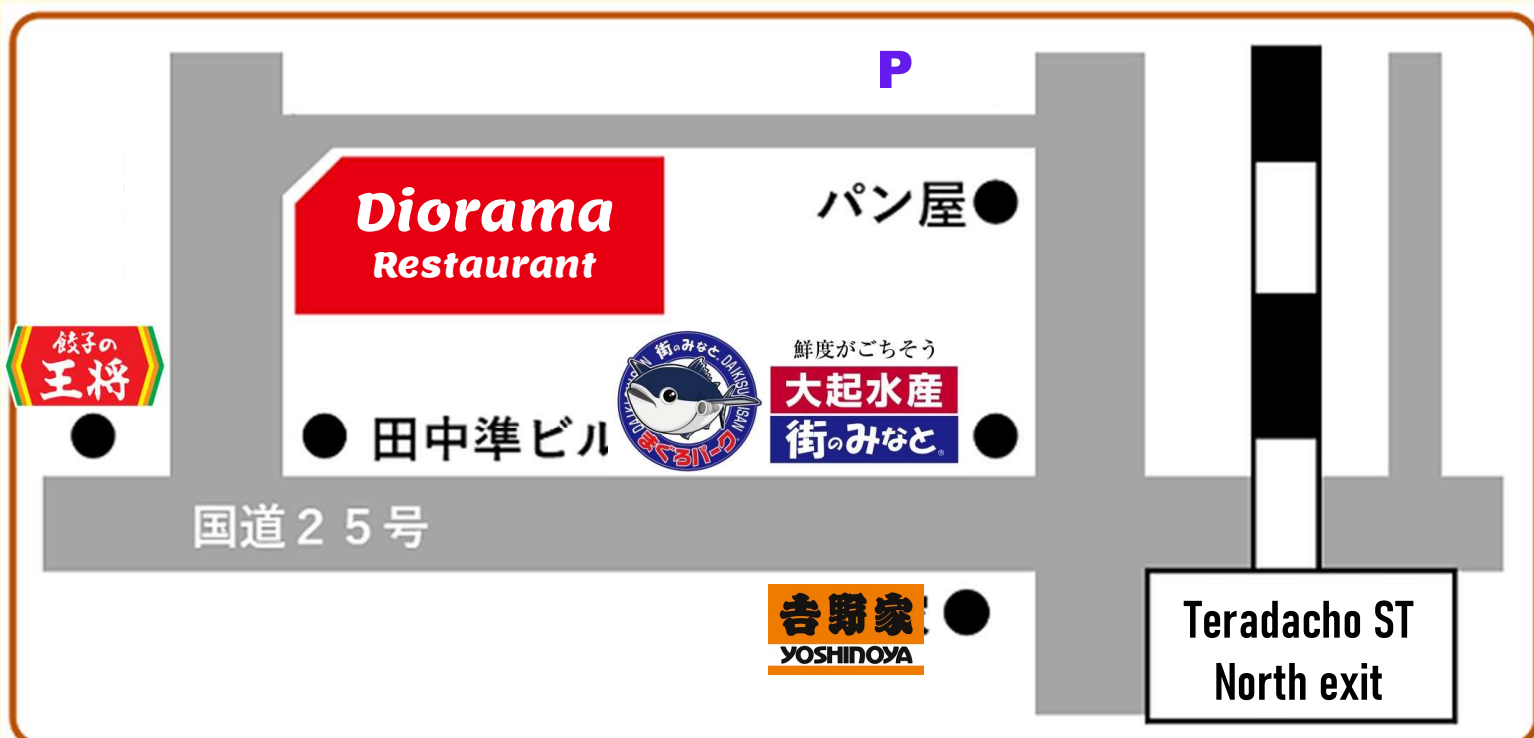 P
Diorama
Restaurant
パン屋
餃子の
王将
街のみなと DAIKISUISAN
まぐろパーク
鮮度がごちそう
大起水産
街のみなと®
田中準ビル
国道25号
吉野家
YOSHINOYA
Teradacho ST
North exit